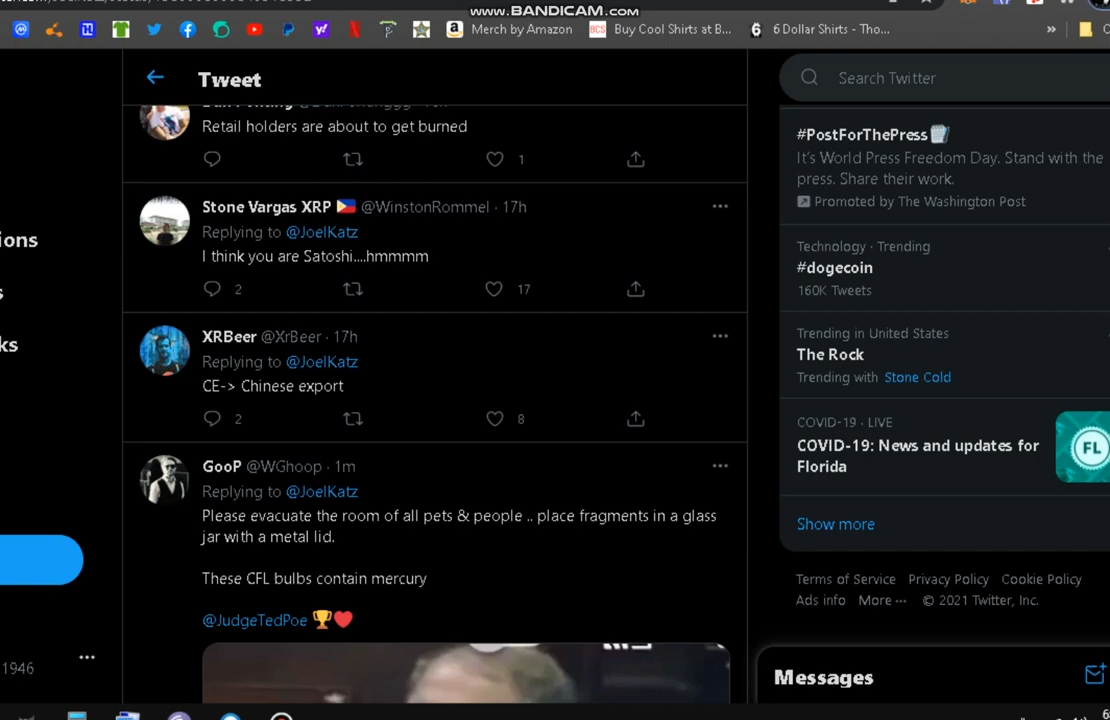 www.BANDICAM.com
Merch by Amazon
BCS
Buy Cool Shirts at B...
6 Dollar Shirts - Tho...
»
Tweet
Search Twitter
Retail holders are about to get burned
1
Stone Vargas XRP 🇵🇭 @WinstonRommel · 17h
Replying to @JoelKatz
I think you are Satoshi....hmmmm
2
17
XRBeer @XrBeer · 17h
Replying to @JoelKatz
CE-> Chinese export
2
8
GooP @WGhoop · 1m
Replying to @JoelKatz
Please evacuate the room of all pets & people .. place fragments in a glass
jar with a metal lid.
These CFL bulbs contain mercury
@JudgeTedPoe 🏆❤️
ions
s
ks
1946
#PostForThePress
It's World Press Freedom Day. Stand with the
press. Share their work.
Promoted by The Washington Post
Technology · Trending
#dogecoin
160K Tweets
Trending in United States
The Rock
Trending with Stone Cold
COVID-19 · LIVE
COVID-19: News and updates for
Florida
FL
Show more
Terms of Service Privacy Policy Cookie Policy
Ads info More ··· © 2021 Twitter, Inc.
Messages